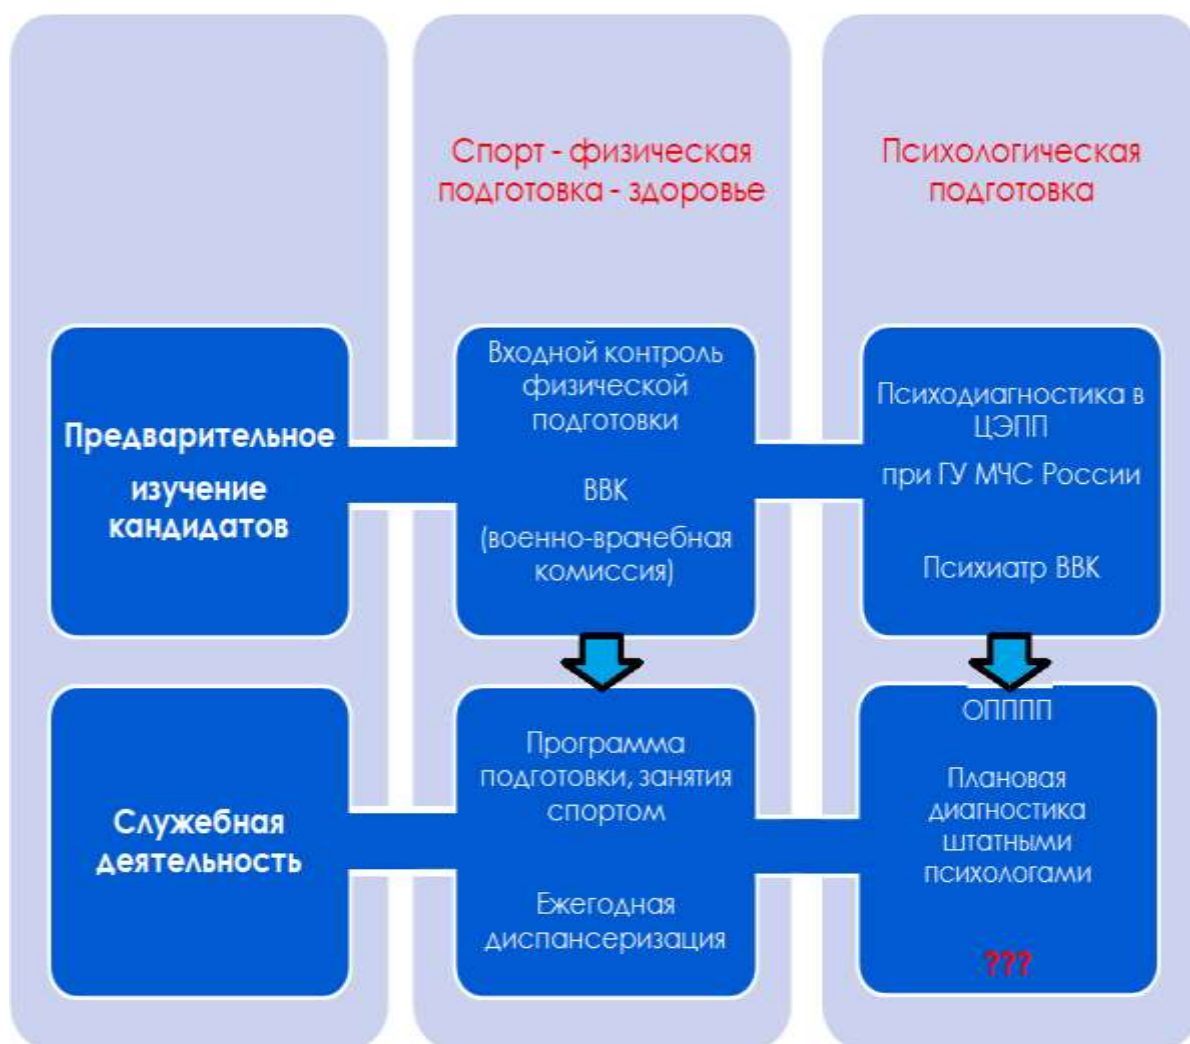 Спорт - физическая
подготовка - здоровье
Психологическая
подготовка
Предварительное
изучение
кандидатов
Входной контроль
физической
подготовки
ВВК
(военно-врачебная
комиссия)
Психодиагностика в
ЦЭПП
при ГУ МЧС России
Психиатр ВВК
Служебная
деятельность
Программа
подготовки, занятия
спортом
Ежегодная
диспансеризация
ОПППП
Плановая
диагностика
штатными
психологами
???